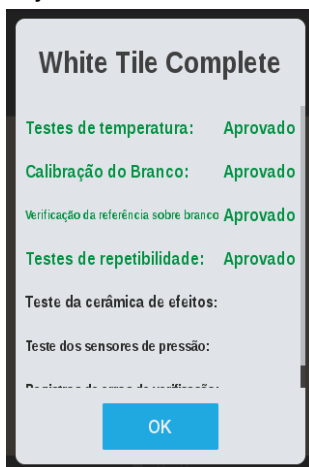 White Tile Complete
Testes de temperatura: Aprovado
Calibração do Branco: Aprovado
Verificação da referência sobre branco Aprovado
Testes de repetibilidade: Aprovado
Teste da cerâmica de efeitos:
Teste dos sensores de pressão:
OK